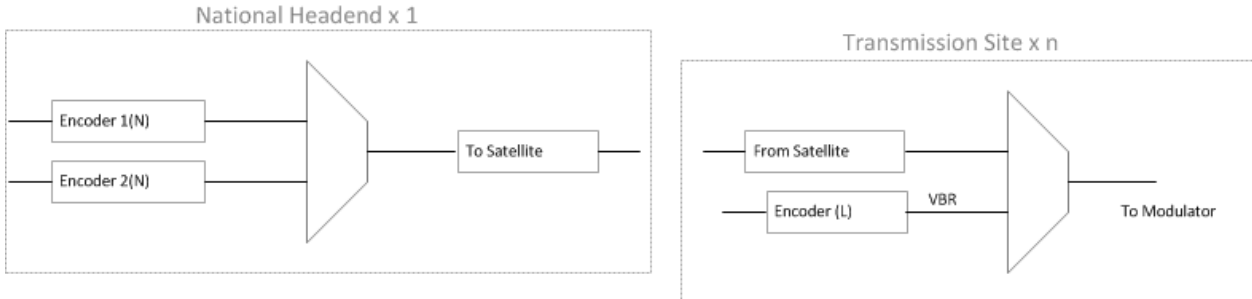 National Headend x 1
Encoder 1(N)
Encoder 2(N)
To Satellite
Transmission Site x n
From Satellite
Encoder (L)
VBR
To Modulator